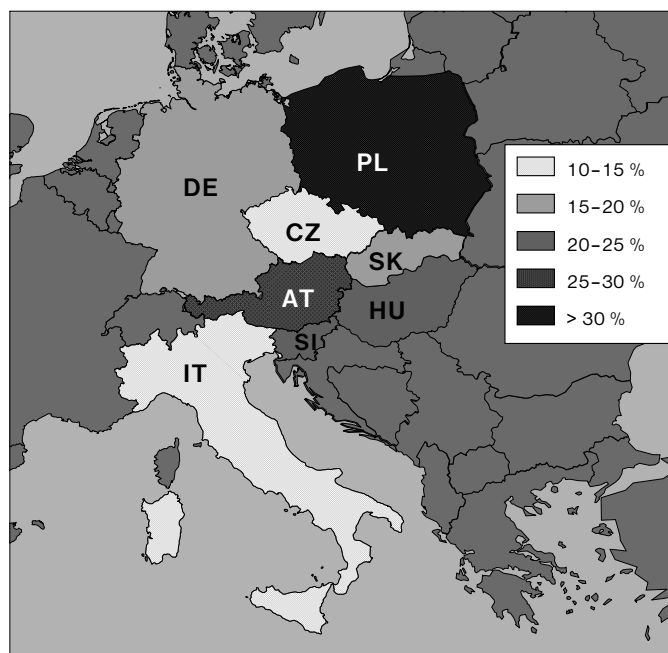 PL
DE
CZ
SK
AT
HU
SI
IT
10–15 %
15–20 %
20–25 %
25–30 %
> 30 %